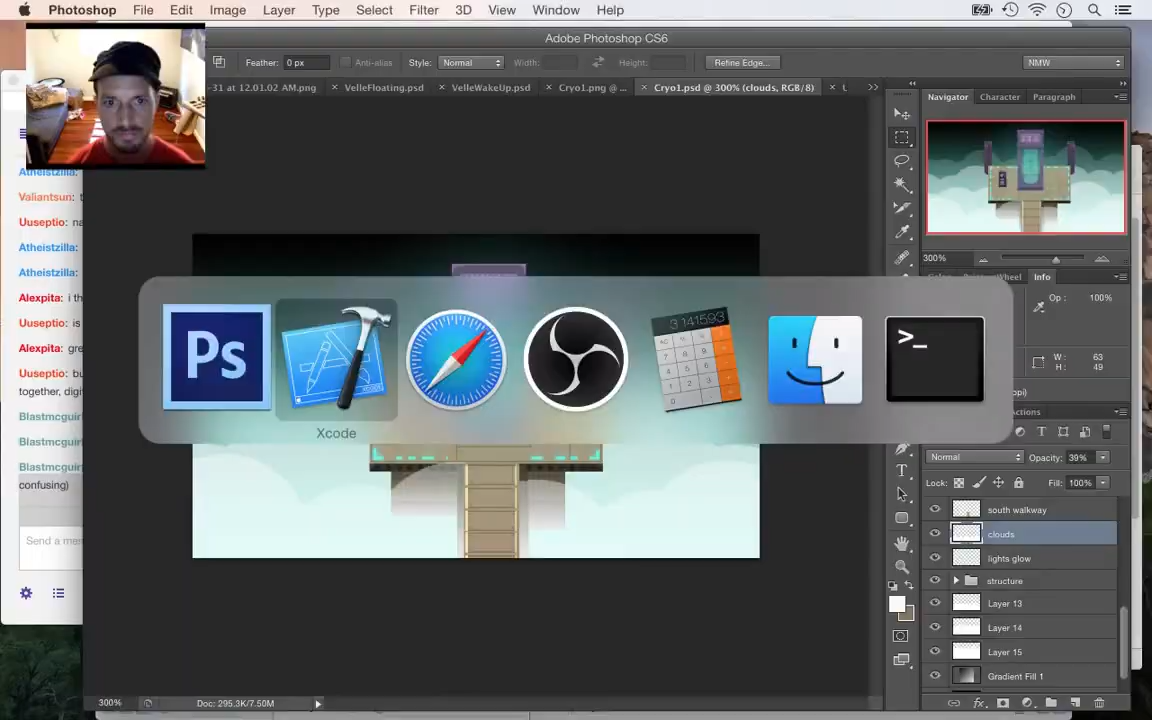 Photoshop File Edit Image Layer Type Select Filter 3D View Window Help
Adobe Photoshop CS6
Feather: 0 px Anti-alias Style: Normal Width: Height: Refine Edge... NMW
-31 at 12.01.02 AM.png × VelleFloating.psd × VelleWakeUp.psd × Cryo1.png @ ... × Cryo1.psd @ 300% (clouds, RGB/8) ×
Navigator Character Paragraph
Atheistzilla:
Valiantsun: t
Uuseptio: na
Atheistzilla:
Atheistzilla:
Alexpita: i th
Uuseptio: is
Alexpita: gre
Uuseptio: bu
together, digi
Blastmcguir
Blastmcguir
Blastmcguir
confusing)
Send a mes
300%
Info
Op: 100%
W: 63
H: 49
Ps
3.141593
>_
Xcode
Normal Opacity: 39%
Lock: Fill: 100%
south walkway
clouds
lights glow
structure
Layer 13
Layer 14
Layer 15
Gradient Fill 1
300% Doc: 295.3K/7.50M